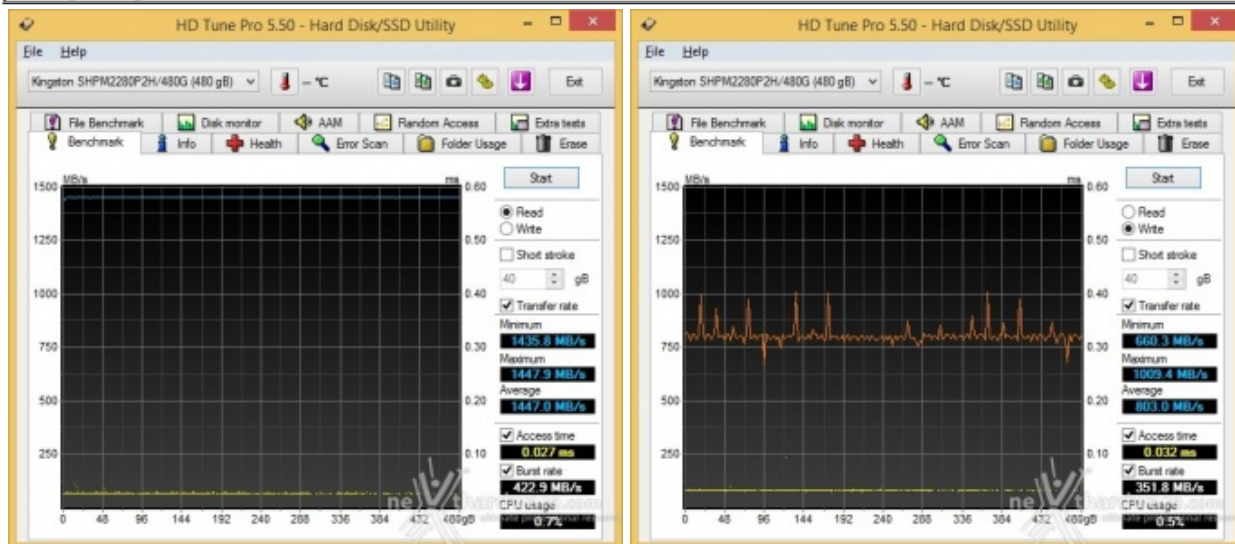 HD Tune Pro 5.50 - Hard Disk/SSD Utility
File Help
Kingston SHPM2280P2H/480G (480 gB) – °C Exit
File Benchmark Disk monitor AAM Random Access Extra tests
Benchmark Info Health Error Scan Folder Usage Erase
MB/s ms
Start
1500 0.60
Read
Write
1250 0.50
Short stroke
40 gB
1000 0.40
Transfer rate
Minimum
1435.8 MB/s
750 0.30
Maximum
1447.9 MB/s
Average
500 0.20
1447.0 MB/s
Access time
250 0.10
0.027 ms
Burst rate
422.9 MB/s
CPU usage
0 48 96 144 192 240 288 336 384 432 480gB
0.7%
HD Tune Pro 5.50 - Hard Disk/SSD Utility
File Help
Kingston SHPM2280P2H/480G (480 gB) – °C Exit
File Benchmark Disk monitor AAM Random Access Extra tests
Benchmark Info Health Error Scan Folder Usage Erase
MB/s ms
Start
1500 0.60
Read
Write
1250 0.50
Short stroke
40 gB
1000 0.40
Transfer rate
Minimum
660.3 MB/s
750 0.30
Maximum
1009.4 MB/s
Average
500 0.20
803.0 MB/s
Access time
250 0.10
0.032 ms
Burst rate
351.8 MB/s
CPU usage
0 48 96 144 192 240 288 336 384 432 480gB
0.5%